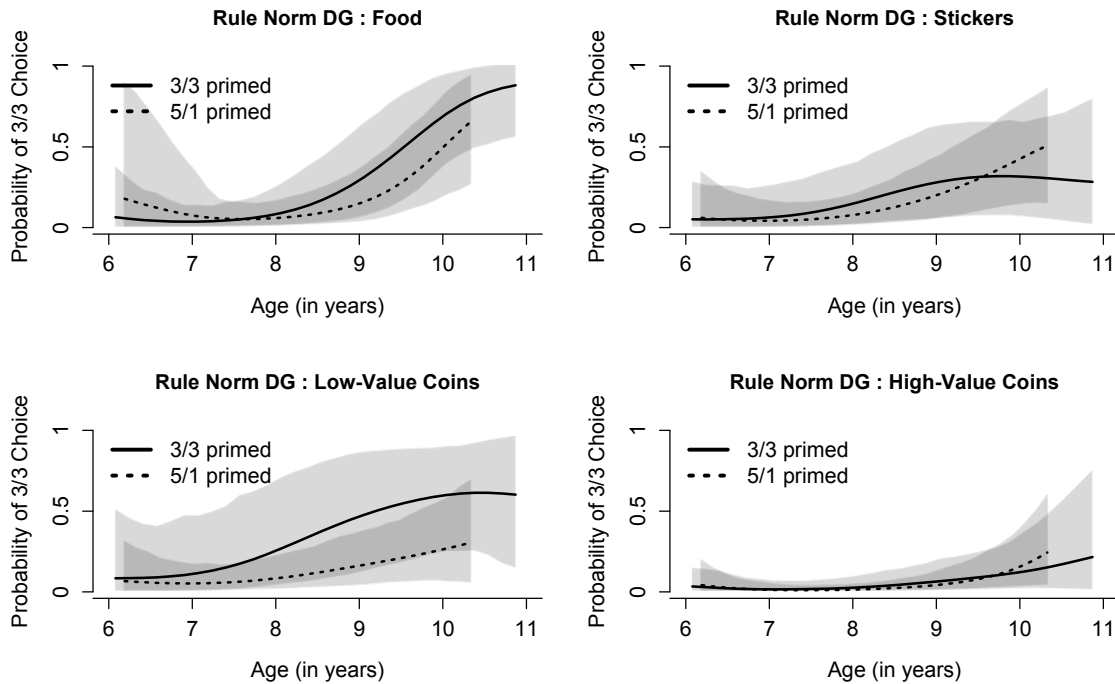 Rule Norm DG : Food
Probability of 3/3 Choice
1
0.5
0
3/3 primed
5/1 primed
6 7 8 9 10 11
Age (in years)
Rule Norm DG : Stickers
Probability of 3/3 Choice
1
0.5
0
3/3 primed
5/1 primed
6 7 8 9 10 11
Age (in years)
Rule Norm DG : Low-Value Coins
Probability of 3/3 Choice
1
0.5
0
3/3 primed
5/1 primed
6 7 8 9 10 11
Age (in years)
Rule Norm DG : High-Value Coins
Probability of 3/3 Choice
1
0.5
0
3/3 primed
5/1 primed
6 7 8 9 10 11
Age (in years)